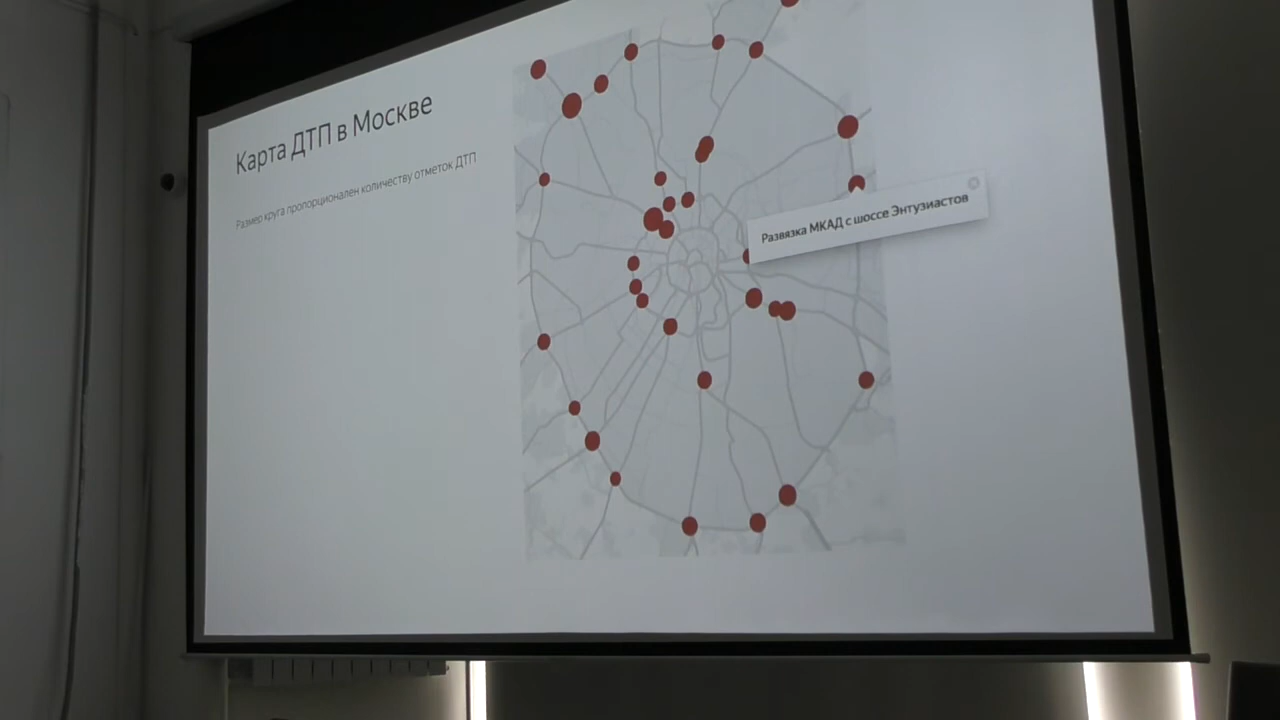 Карта ДТП в Москве
Размер круга пропорционален количеству отметок ДТП
Развязка МКАД с шоссе Энтузиастов